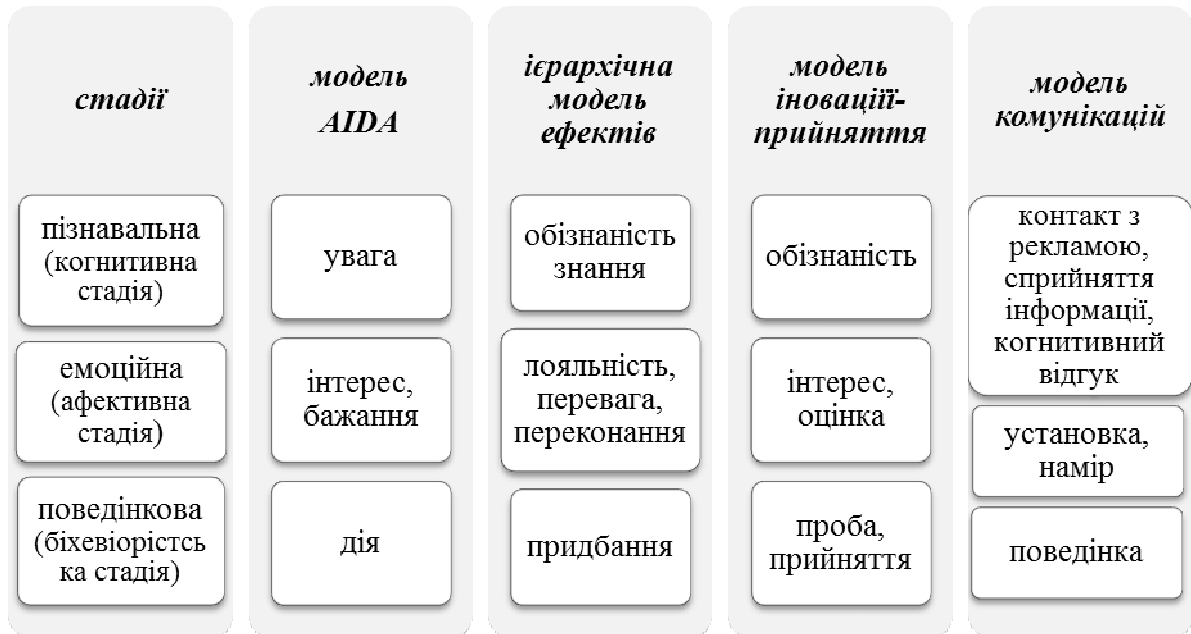 стадії
пізнавальна
(когнитивна
стадія)
емоційна
(афективна
стадія)
поведінкова
(біхевіорістсь
ка стадія)
модель
AIDA
увага
інтерес,
бажання
дія
ієрархічна
модель
ефектів
обізнаність
знання
лояльність,
перевага,
переконання
придбання
модель
іноваціїї-
прийняття
обізнаність
інтерес,
оцінка
проба,
прийняття
модель
комунікацій
контакт з
рекламою,
сприйняття
інформації,
когнитивний
відгук
установка,
намір
поведінка